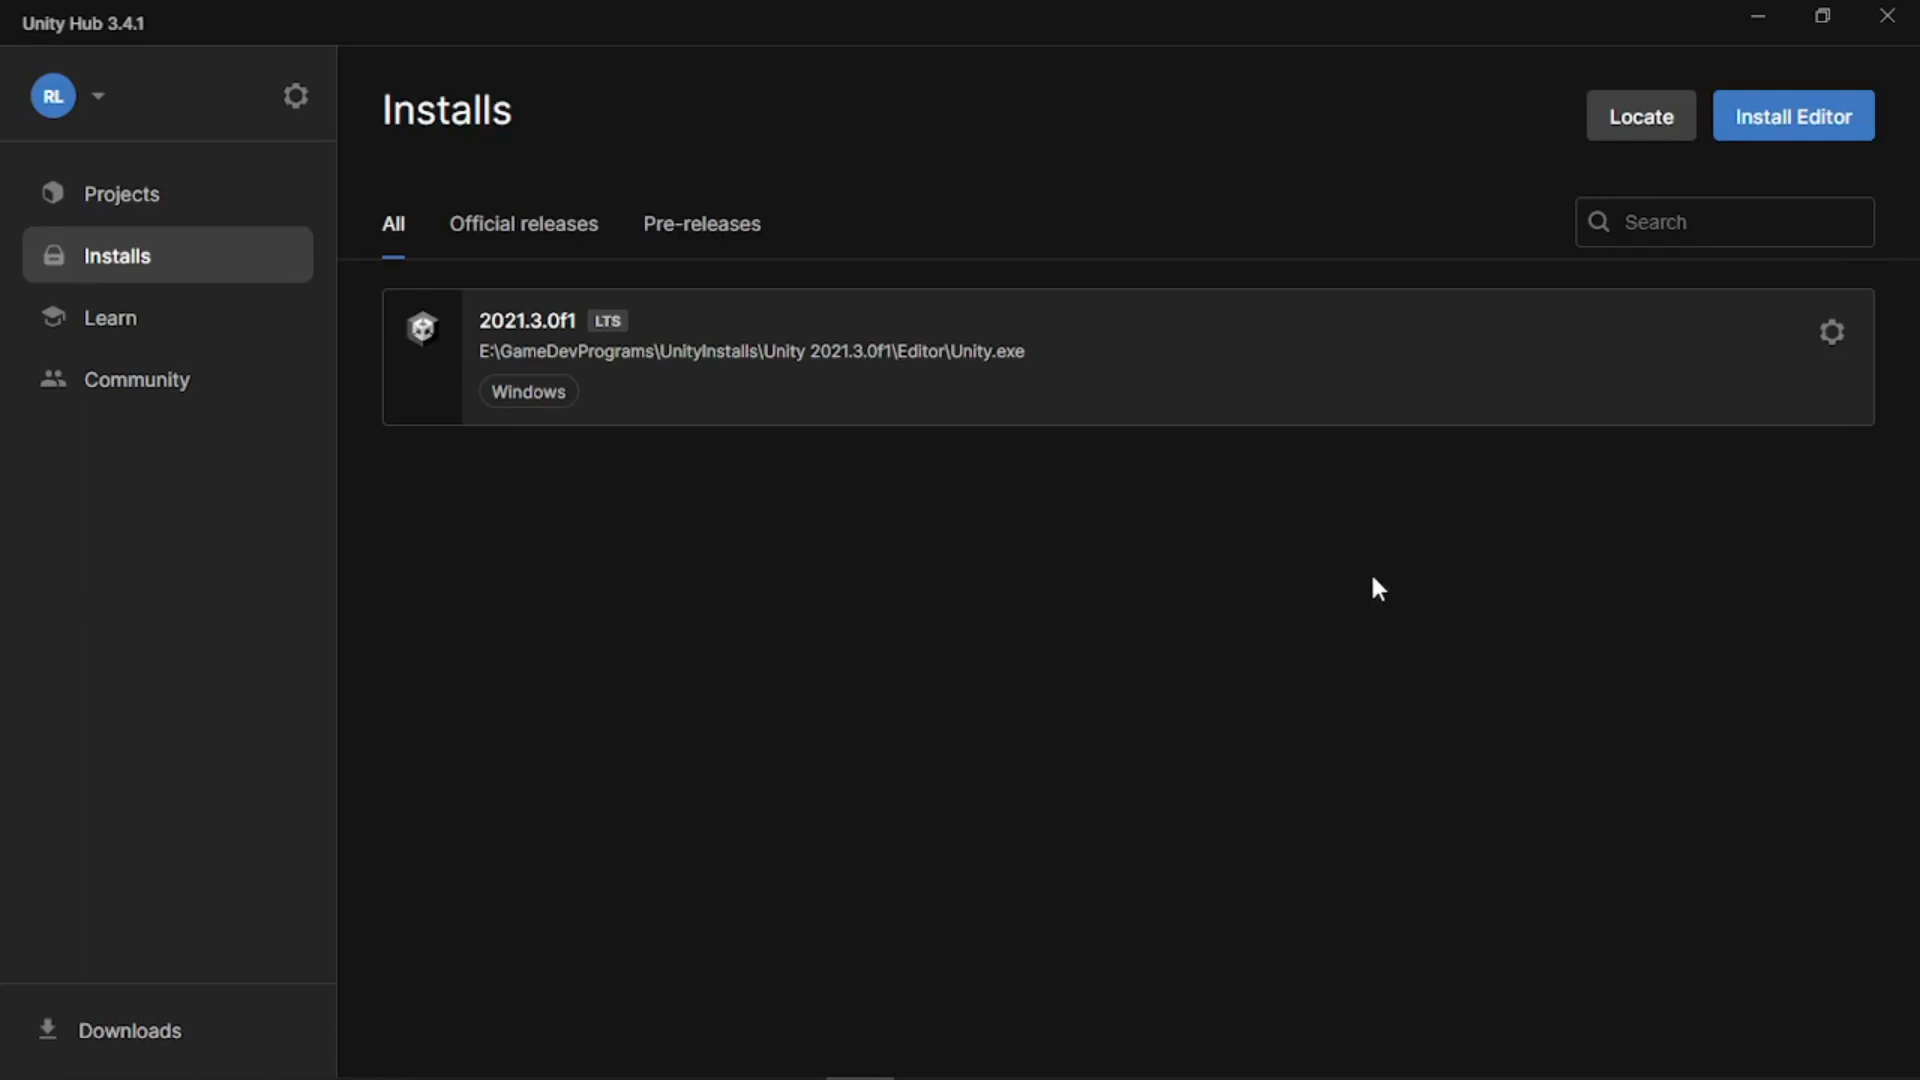 Unity Hub 3.4.1
RL
Projects
Installs
Learn
Community
Downloads
Installs
Locate
Install Editor
All
Official releases
Pre-releases
Search
2021.3.0f1 LTS
E:\GameDevPrograms\UnityInstalls\Unity 2021.3.0f1\Editor\Unity.exe
Windows